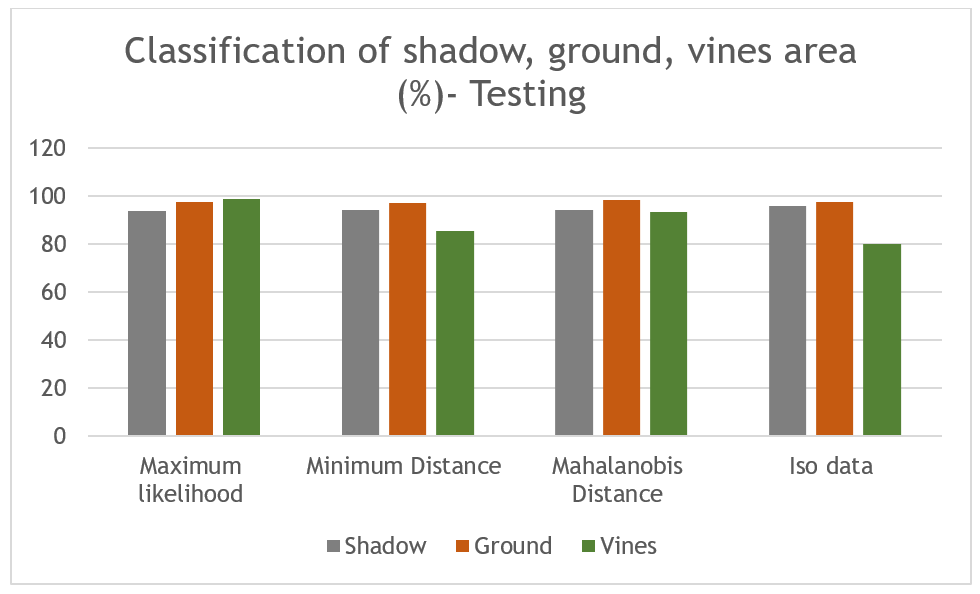 Classification of shadow, ground, vines area
(%)- Testing
120
100
80
60
40
20
0
Maximum
likelihood
Minimum Distance
Mahalanobis
Distance
Iso data
Shadow
Ground
Vines